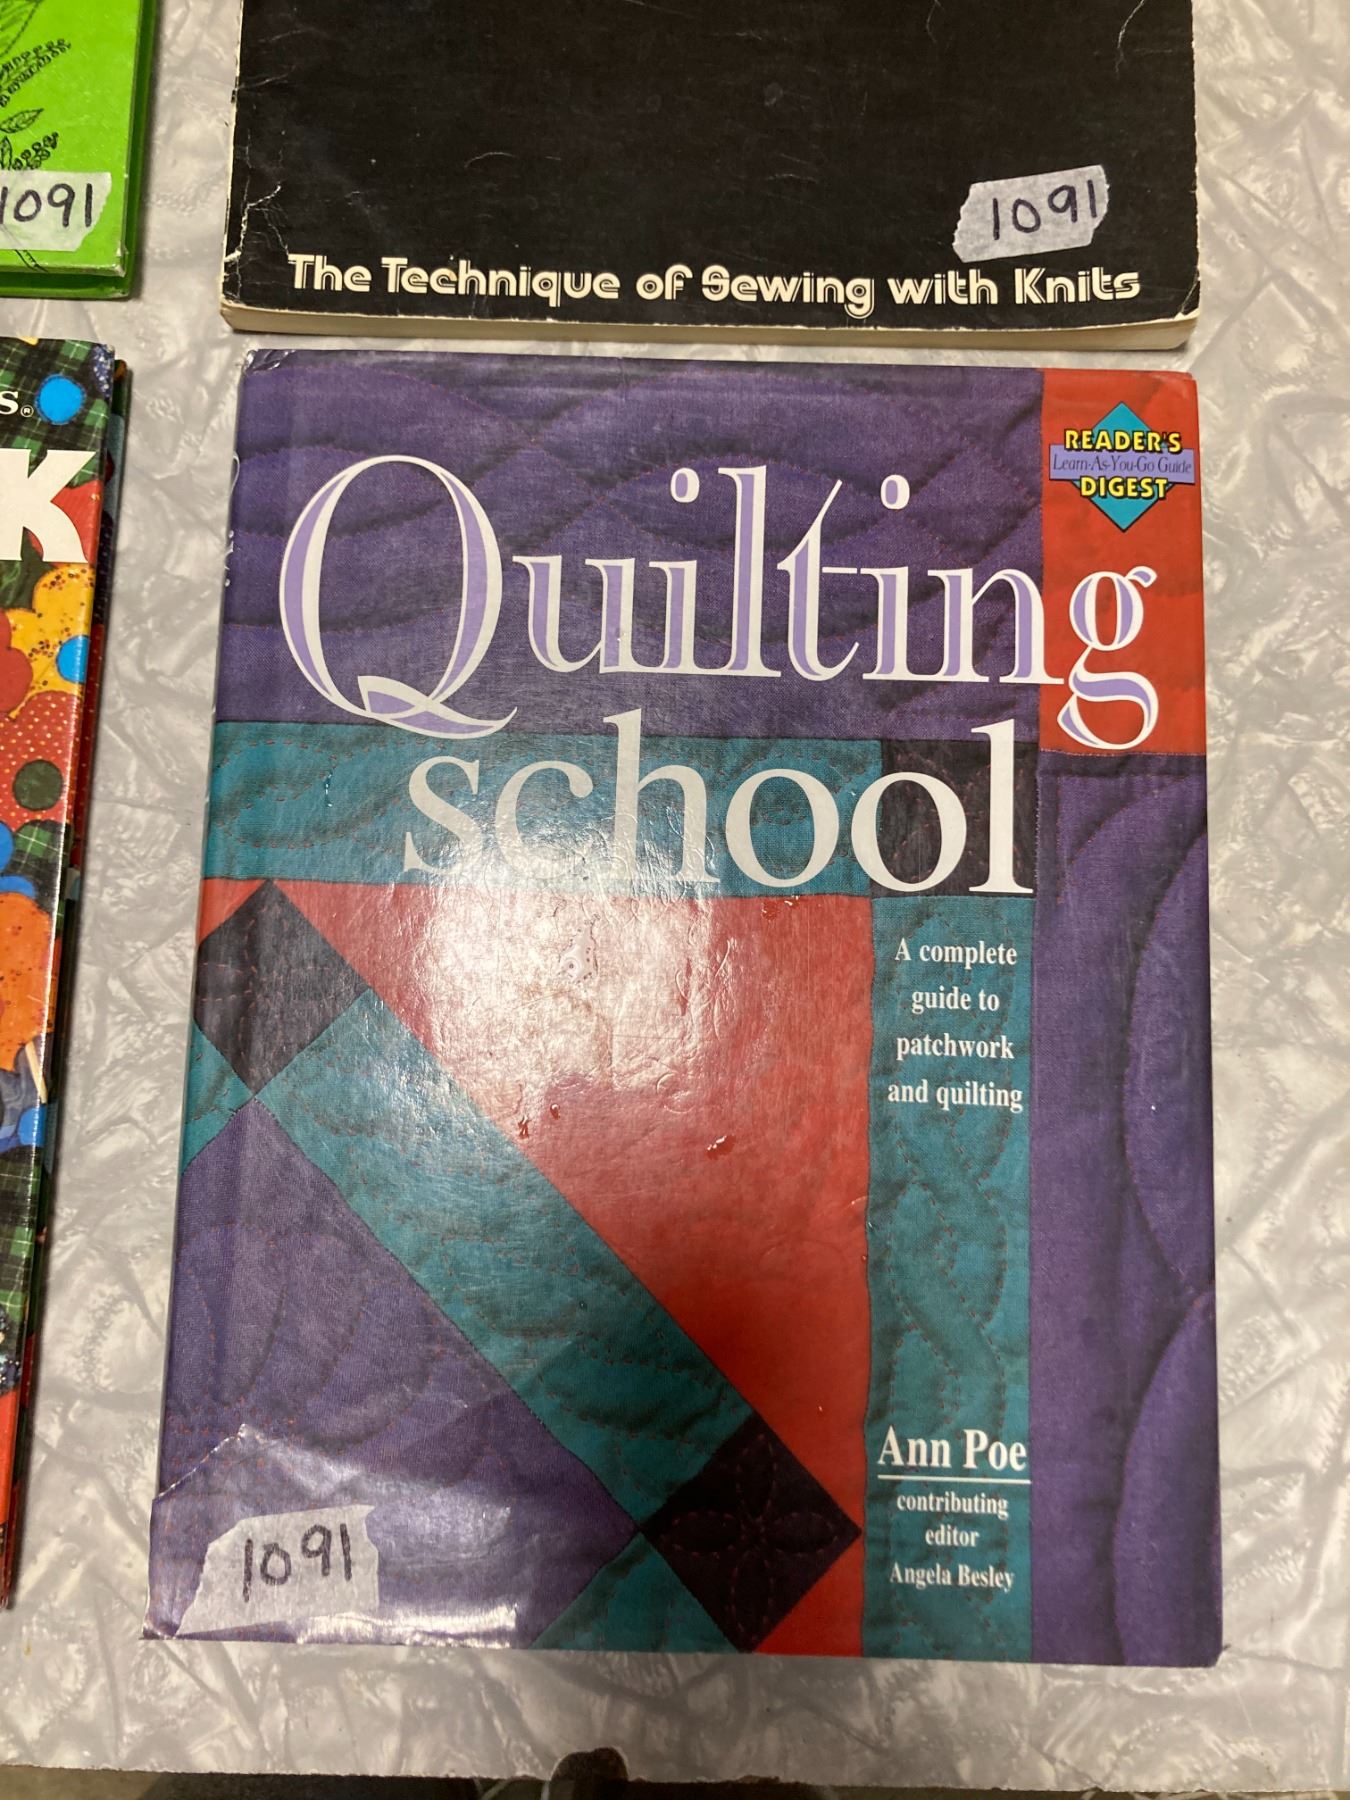 1091
1091
The Technique of Sewing with Knits
S®
K
READER'S
Learn-As-You-Go Guide
DIGEST
Quilting
school
A complete
guide to
patchwork
and quilting
Ann Poe
contributing
editor
Angela Besley
1091